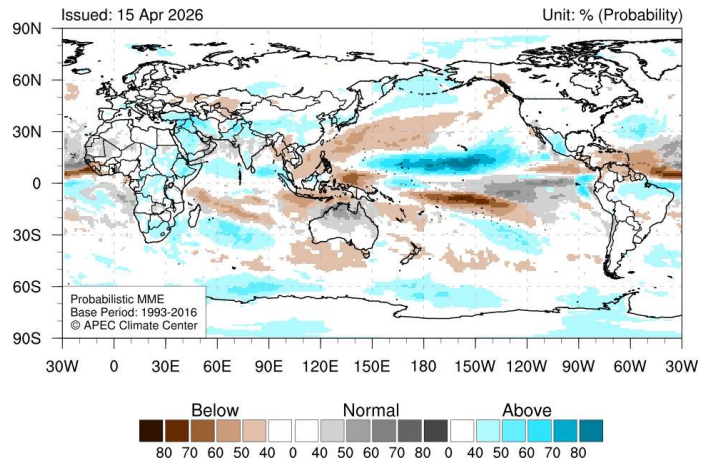 Issued: 15 Apr 2026 Unit: % (Probability)
90N
60N
30N
0
30S
60S
90S
Probabilistic MME
Base Period: 1993-2016
© APEC Climate Center
30W 0 30E 60E 90E 120E 150E 180 150W 120W 90W 60W 30W
Below Normal Above
80 70 60 50 40 0 40 50 60 70 80 0 40 50 60 70 80